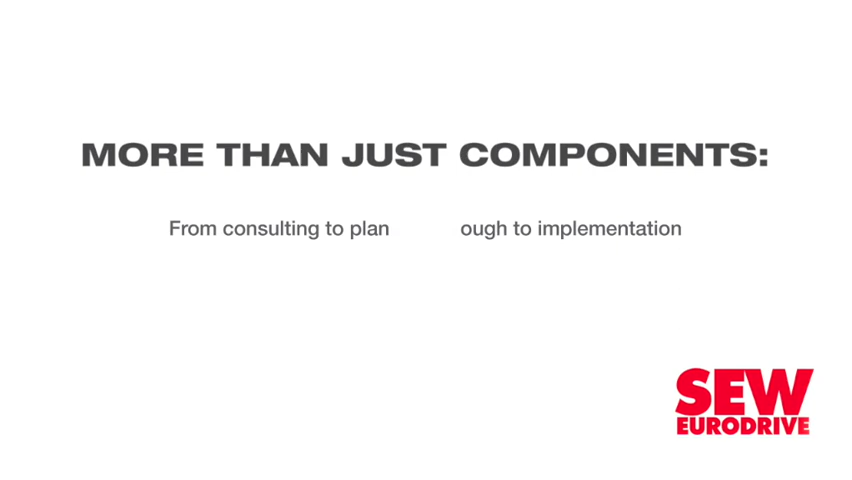 MORE THAN JUST COMPONENTS:
From consulting to plan ough to implementation
SEW
EURODRIVE